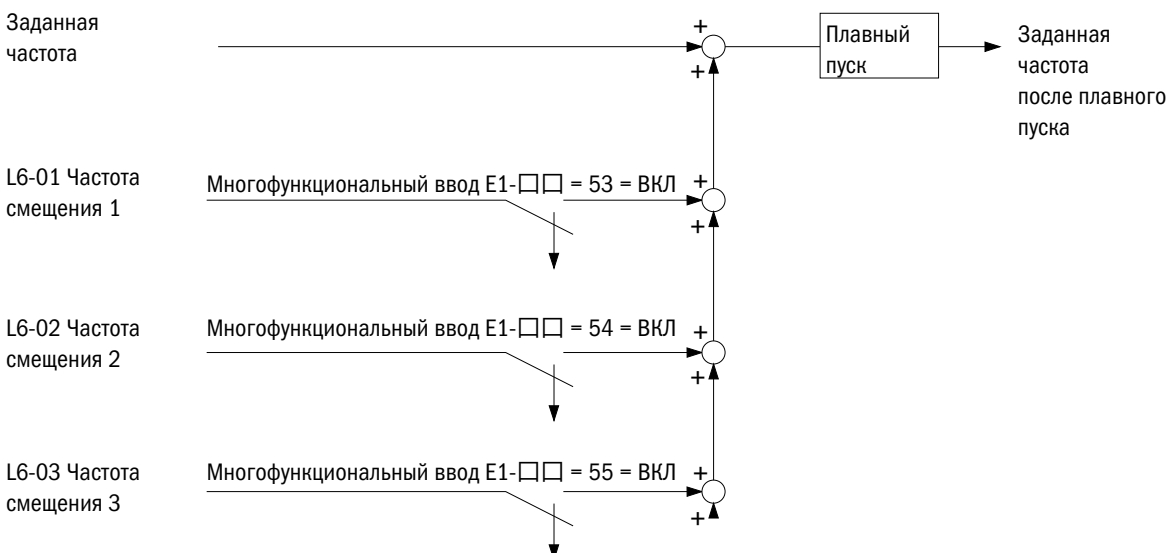 Заданная
частота
+
+
Плавный
пуск
Заданная
частота
после плавного
пуска
L6-01 Частота
смещения 1
Многофункциональный ввод E1-□□ = 53 = ВКЛ
+
+
L6-02 Частота
смещения 2
Многофункциональный ввод E1-□□ = 54 = ВКЛ
+
+
L6-03 Частота
смещения 3
Многофункциональный ввод E1-□□ = 55 = ВКЛ
+
+